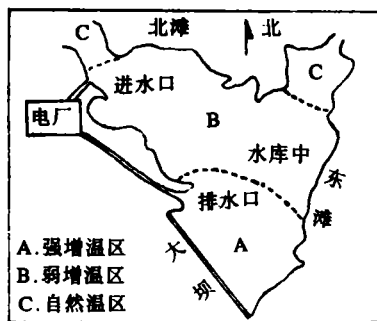 C 北滩 北
C
进水口
电厂
B
水库中
东滩
排水口
A
大坝
A.强增温区
B.弱增温区
C.自然温区